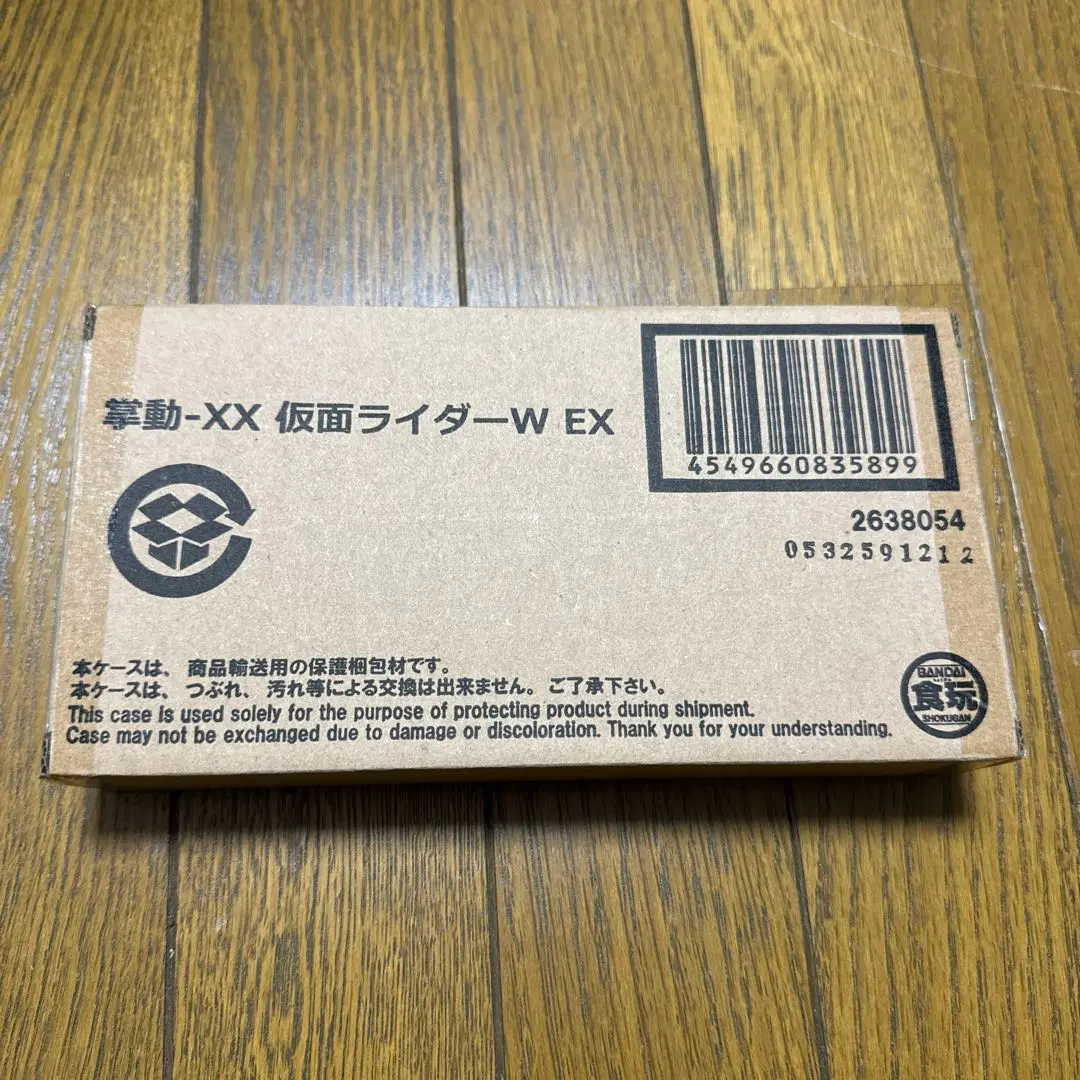 掌動-XX 仮面ライダーW EX
4549660835899
2638054
0532591212
本ケースは、商品輸送用の保護梱包材です。
本ケースは、つぶれ、汚れ等による交換は出来ません。ご了承下さい。
This case is used solely for the purpose of protecting product during shipment.
Case may not be exchanged due to damage or discoloration. Thank you for your understanding.
BANDAI
食玩
SHOKUGAN